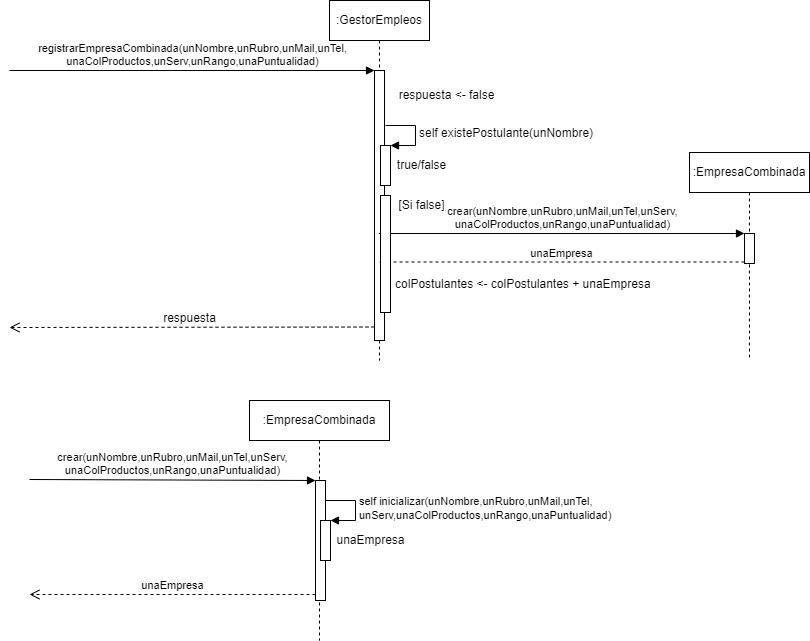 :GestorEmpleos
registrarEmpresaCombinada(unNombre,unRubro,unMail,unTel,
unaColProductos,unServ,unRango,unaPuntualidad)
respuesta <- false
self existePostulante(unNombre)
true/false
:EmpresaCombinada
[Si false]
crear(unNombre,unRubro,unMail,unTel,unServ,
unaColProductos,unRango,unaPuntualidad)
unaEmpresa
colPostulantes <- colPostulantes + unaEmpresa
respuesta
:EmpresaCombinada
crear(unNombre,unRubro,unMail,unTel,unServ,
unaColProductos,unRango,unaPuntualidad)
self inicializar(unNombre,unRubro,unMail,unTel,
unServ,unaColProductos,unRango,unaPuntualidad)
unaEmpresa
unaEmpresa